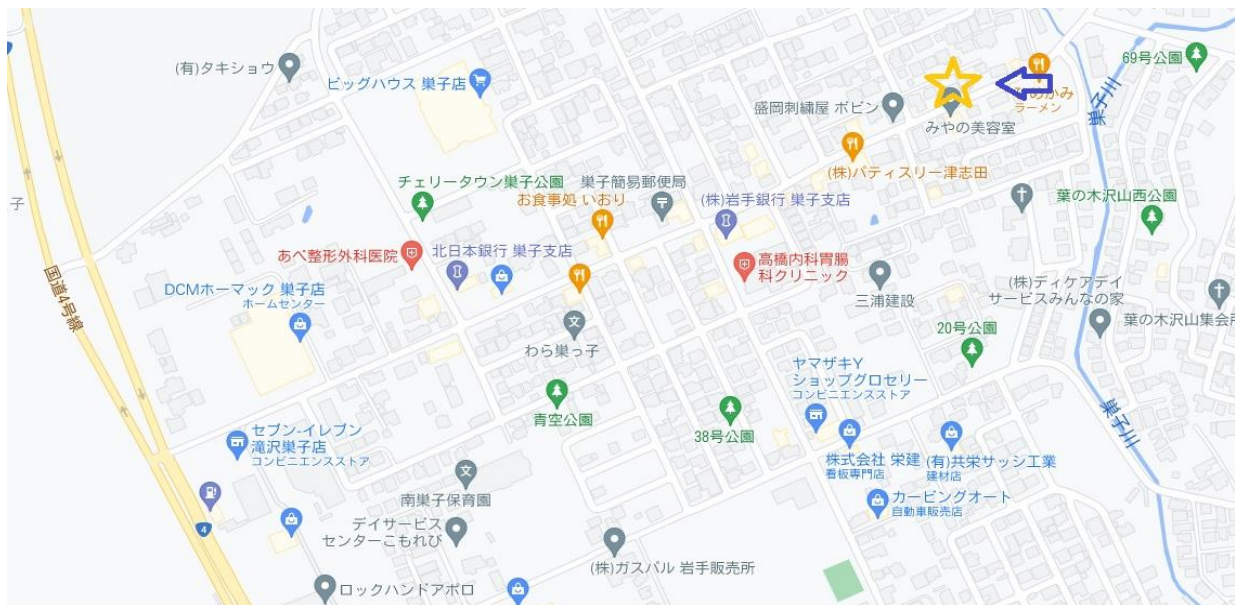 69号公園
(有)タキショウ
ビッグハウス 巣子店
ラーメン
盛岡刺繍屋 ボビン
みやの美容室
巣子川
(株)パティスリー津志田
チェリータウン巣子公園
巣子簡易郵便局
お食事処 いおり
(株)岩手銀行 巣子支店
葉の木沢山西公園
子
あべ整形外科医院
北日本銀行 巣子支店
高橋内科胃腸
科クリニック
国道4号線
DCMホーマック 巣子店
ホームセンター
三浦建設
(株)ディケアデイ
サービスみんなの家
葉の木沢山集会所
20号公園
わら巣っ子
ヤマザキY
ショップグロセリー
コンビニエンスストア
青空公園
38号公園
巣子川
セブン-イレブン
滝沢巣子店
コンビニエンスストア
株式会社 栄建
看板専門店
(有)共栄サッシ工業
建材店
南巣子保育園
カービングオート
自動車販売店
デイサービス
センターこもれび
4
(株)ガスパル 岩手販売所
ロックハンドアポロ